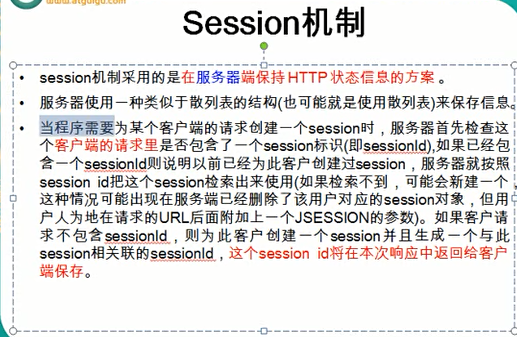 www.atguigu.com
Session机制
• session机制采用的是在服务器端保持HTTP状态信息的方案。
• 服务器使用一种类似于散列表的结构(也可能就是使用散列表)来保存信息。
• 当程序需要为某个客户端的请求创建一个session时，服务器首先检查这
个客户端的请求里是否包含了一个session标识(即sessionId),如果已经包
含一个sessionId则说明以前已经为此客户创建过session，服务器就按照
session id把这个session检索出来使用(如果检索不到，可能会新建一个，
这种情况可能出现在服务端已经删除了该用户对应的session对象，但用
户人为地在请求的URL后面附加上一个JSESSION的参数)。如果客户请
求不包含sessionId，则为此客户创建一个session并且生成一个与此
session相关联的sessionId，这个session id将在本次响应中返回给客户
端保存。